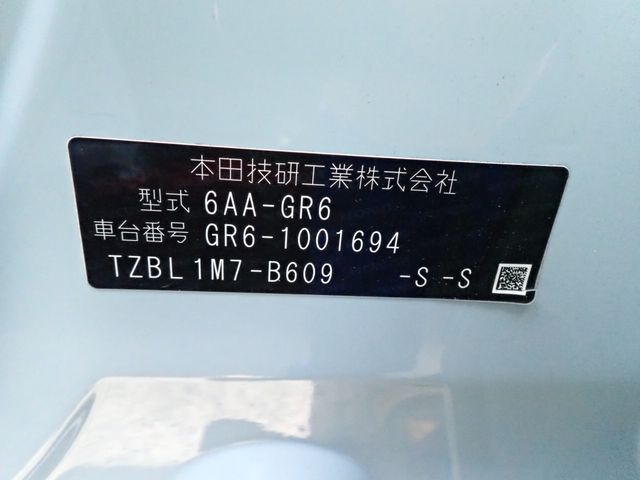 本田技研工業株式会社
型式 6AA-GR6
車台番号 GR6-1001694
TZBL1M7-B609 -S -S